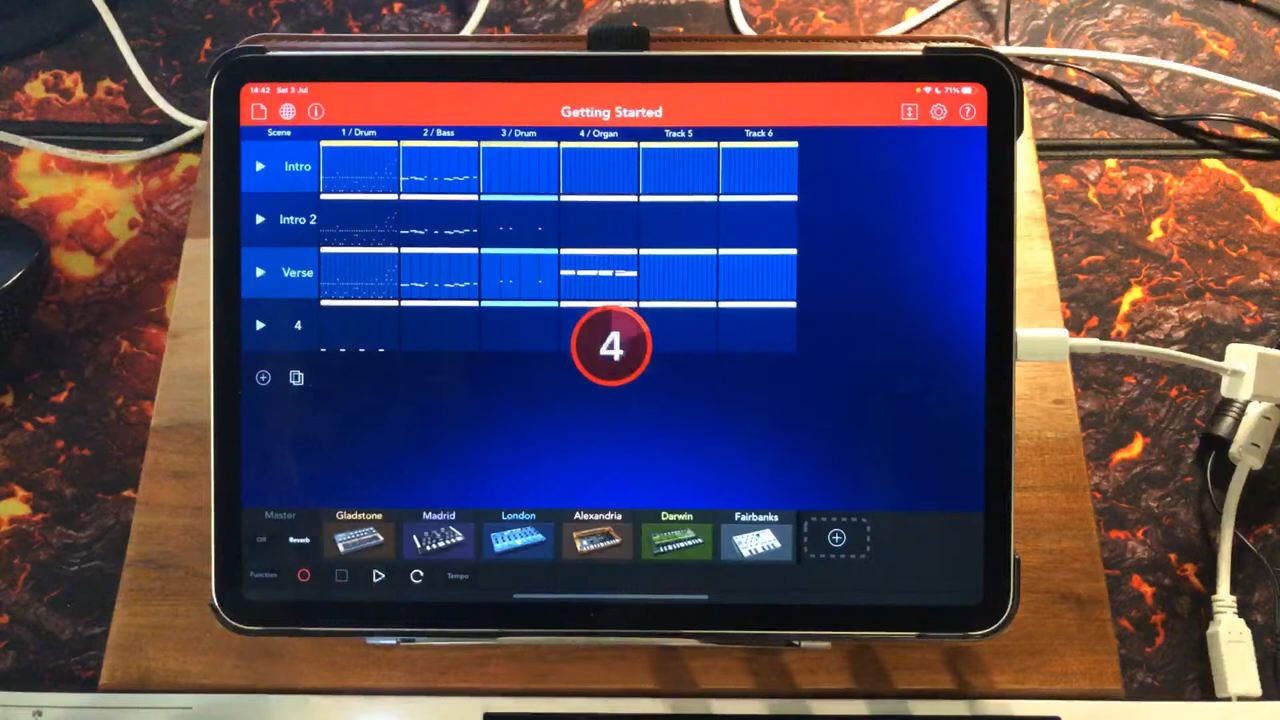 14:42 Sat 3 Jul 71%
Getting Started
Scene 1 / Drum 2 / Bass 3 / Drum 4 / Organ Track 5 Track 6
Intro
Intro 2
Verse
4
4
Master Gladstone Madrid London Alexandria Darwin Fairbanks
Off Reverb
Function Tempo